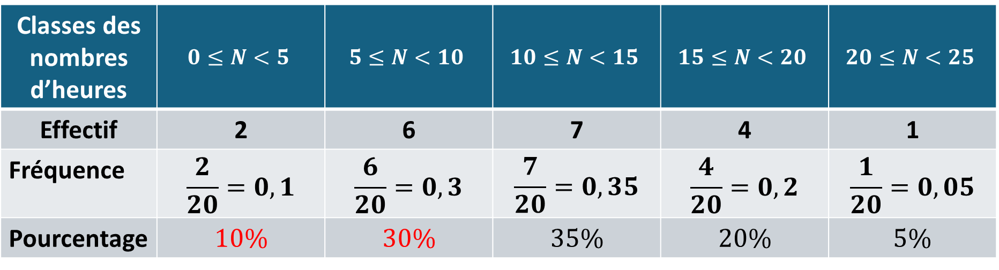 Classes des nombres d’heures 0 ≤ N < 5 5 ≤ N < 10 10 ≤ N < 15 15 ≤ N < 20 20 ≤ N < 25
Effectif 2 6 7 4 1
Fréquence 2/20 = 0,1 6/20 = 0,3 7/20 = 0,35 4/20 = 0,2 1/20 = 0,05
Pourcentage 10% 30% 35% 20% 5%